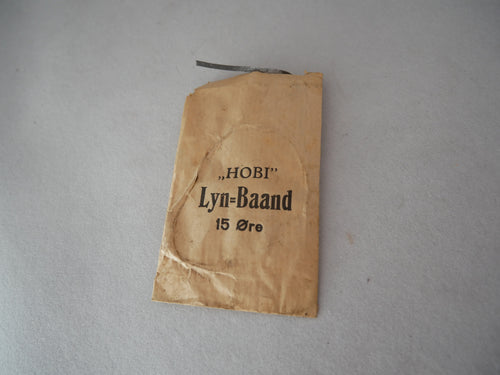 „HOBI”
Lyn=Baand
15 Øre